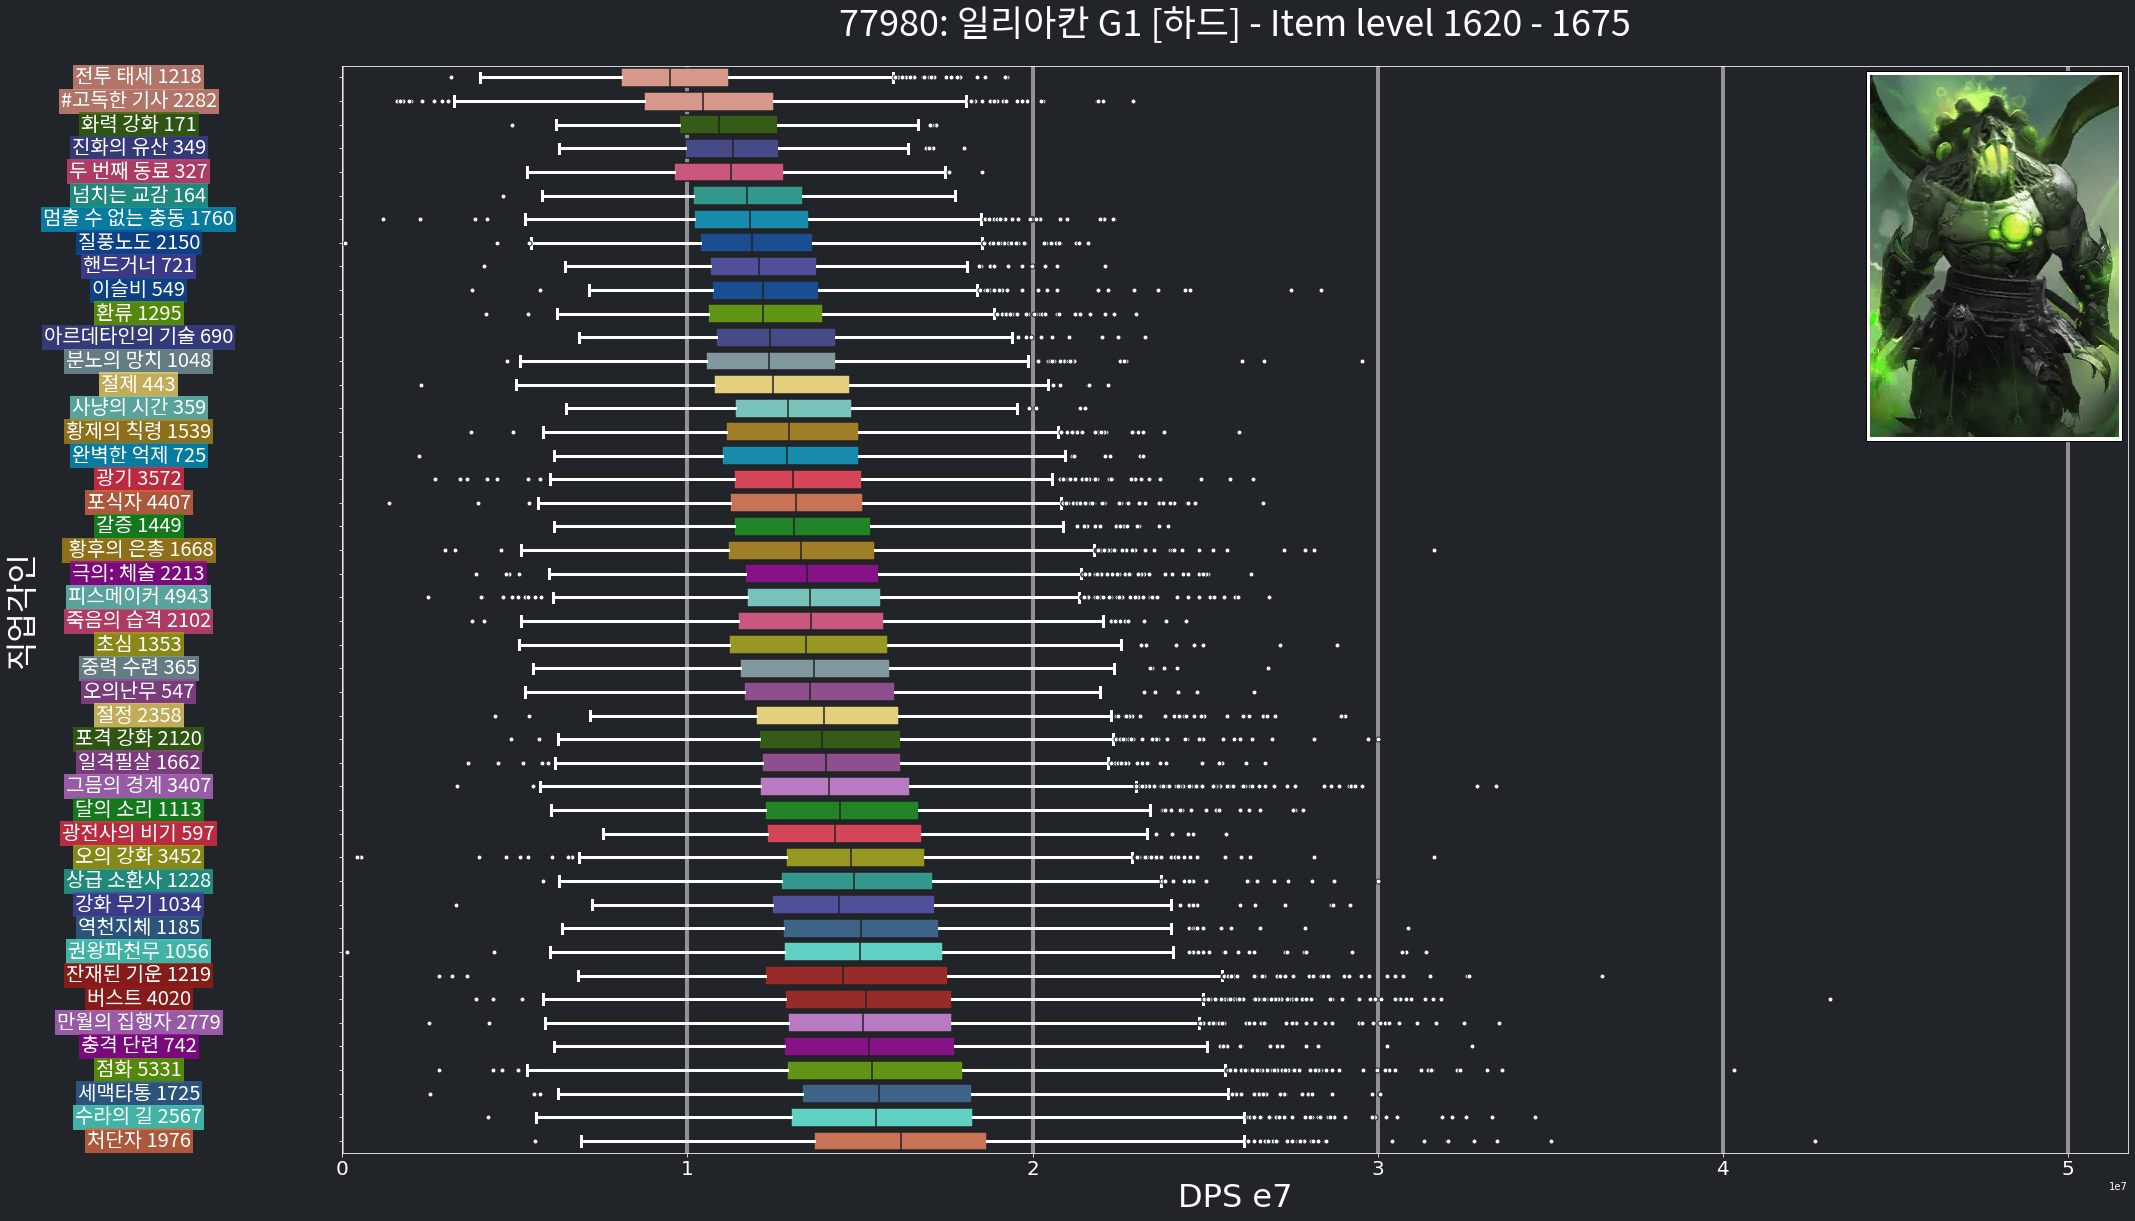 77980: 일리아칸 G1 [하드] - Item level 1620 - 1675
직업각인
전투 태세 1218
#고독한 기사 2282
화력 강화 171
진화의 유산 349
두 번째 동료 327
넘치는 교감 164
멈출 수 없는 충동 1760
질풍노도 2150
핸드거너 721
이슬비 549
환류 1295
아르데타인의 기술 690
분노의 망치 1048
절제 443
사냥의 시간 359
황제의 칙령 1539
완벽한 억제 725
광기 3572
포식자 4407
갈증 1449
황후의 은총 1668
극의: 체술 2213
피스메이커 4943
죽음의 습격 2102
초심 1353
중력 수련 365
오의난무 547
절정 2358
포격 강화 2120
일격필살 1662
그믐의 경계 3407
달의 소리 1113
광전사의 비기 597
오의 강화 3452
상급 소환사 1228
강화 무기 1034
역천지체 1185
권왕파천무 1056
잔재된 기운 1219
버스트 4020
만월의 집행자 2779
충격 단련 742
점화 5331
세맥타통 1725
수라의 길 2567
처단자 1976
0 1 2 3 4 5
DPS e7
1e7